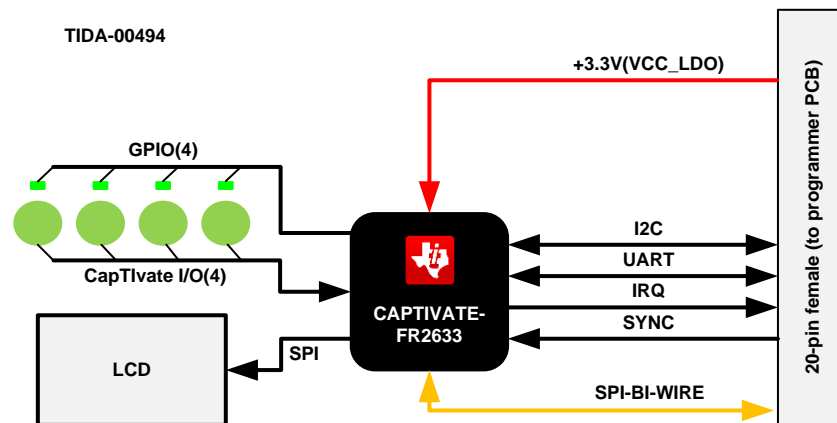 TIDA-00494
+3.3V(VCC_LDO)
GPIO(4)
CapTIvate I/O(4)
I2C
UART
IRQ
SYNC
CAPTIVATE-
FR2633
SPI
LCD
SPI-BI-WIRE
20-pin female (to programmer PCB)